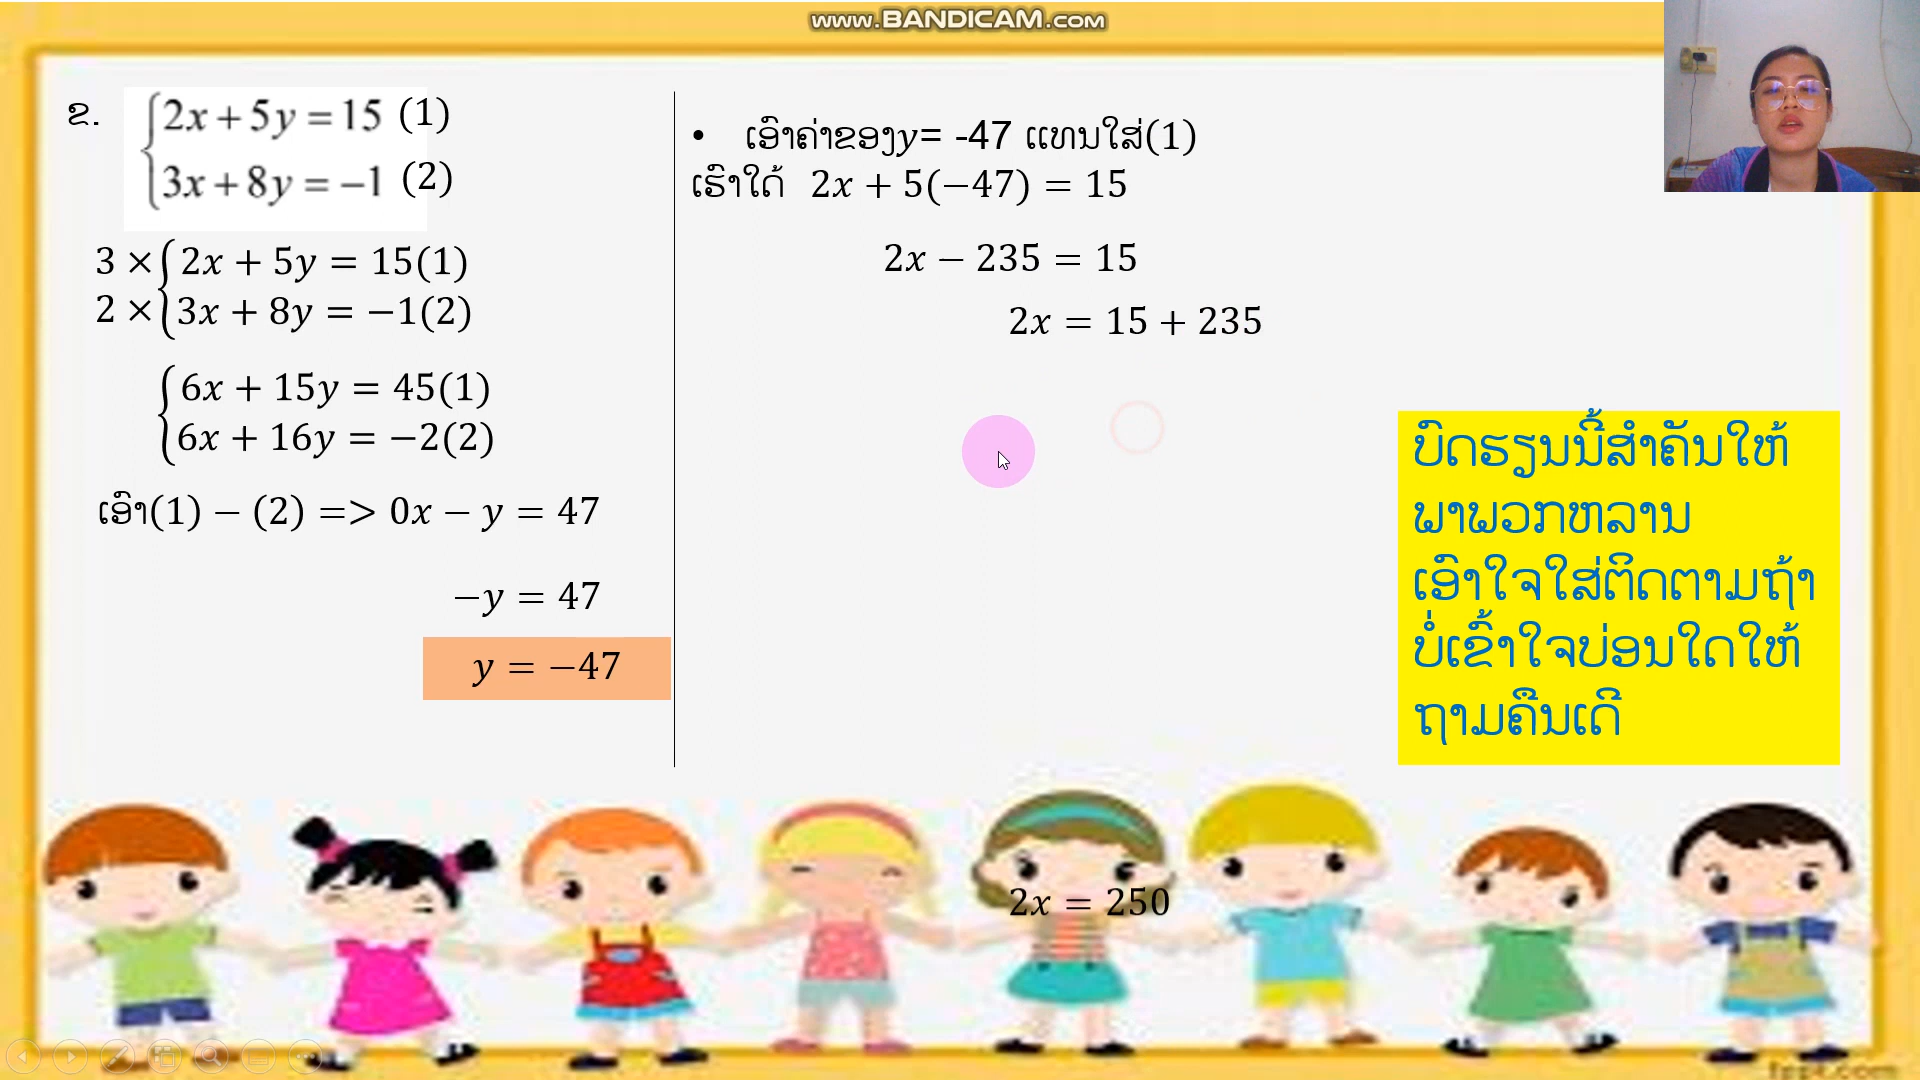 www.BANDICAM.com
ຂ.
2x + 5y = 15 (1)
3x + 8y = −1 (2)
3 × 2x + 5y = 15(1)
2 × 3x + 8y = −1(2)
6x + 15y = 45(1)
6x + 16y = −2(2)
ເອົາ(1) − (2) => 0x − y = 47
−y = 47
y = −47
• ເອົາຄ່າຂອງy= -47 ແທນໃສ່(1)
ເຮົາໃດ້ 2x + 5(−47) = 15
2x − 235 = 15
2x = 15 + 235
2x = 250
ບົດຮຽນນີ້ສຳຄັນໃຫ້
ພາພວກຫລານ
ເອົາໃຈໃສ່ຕິດຕາມຖ້າ
ບໍ່ເຂົ້າໃຈບ່ອນໃດໃຫ້
ຖາມຄືນເດີ
fppt.com